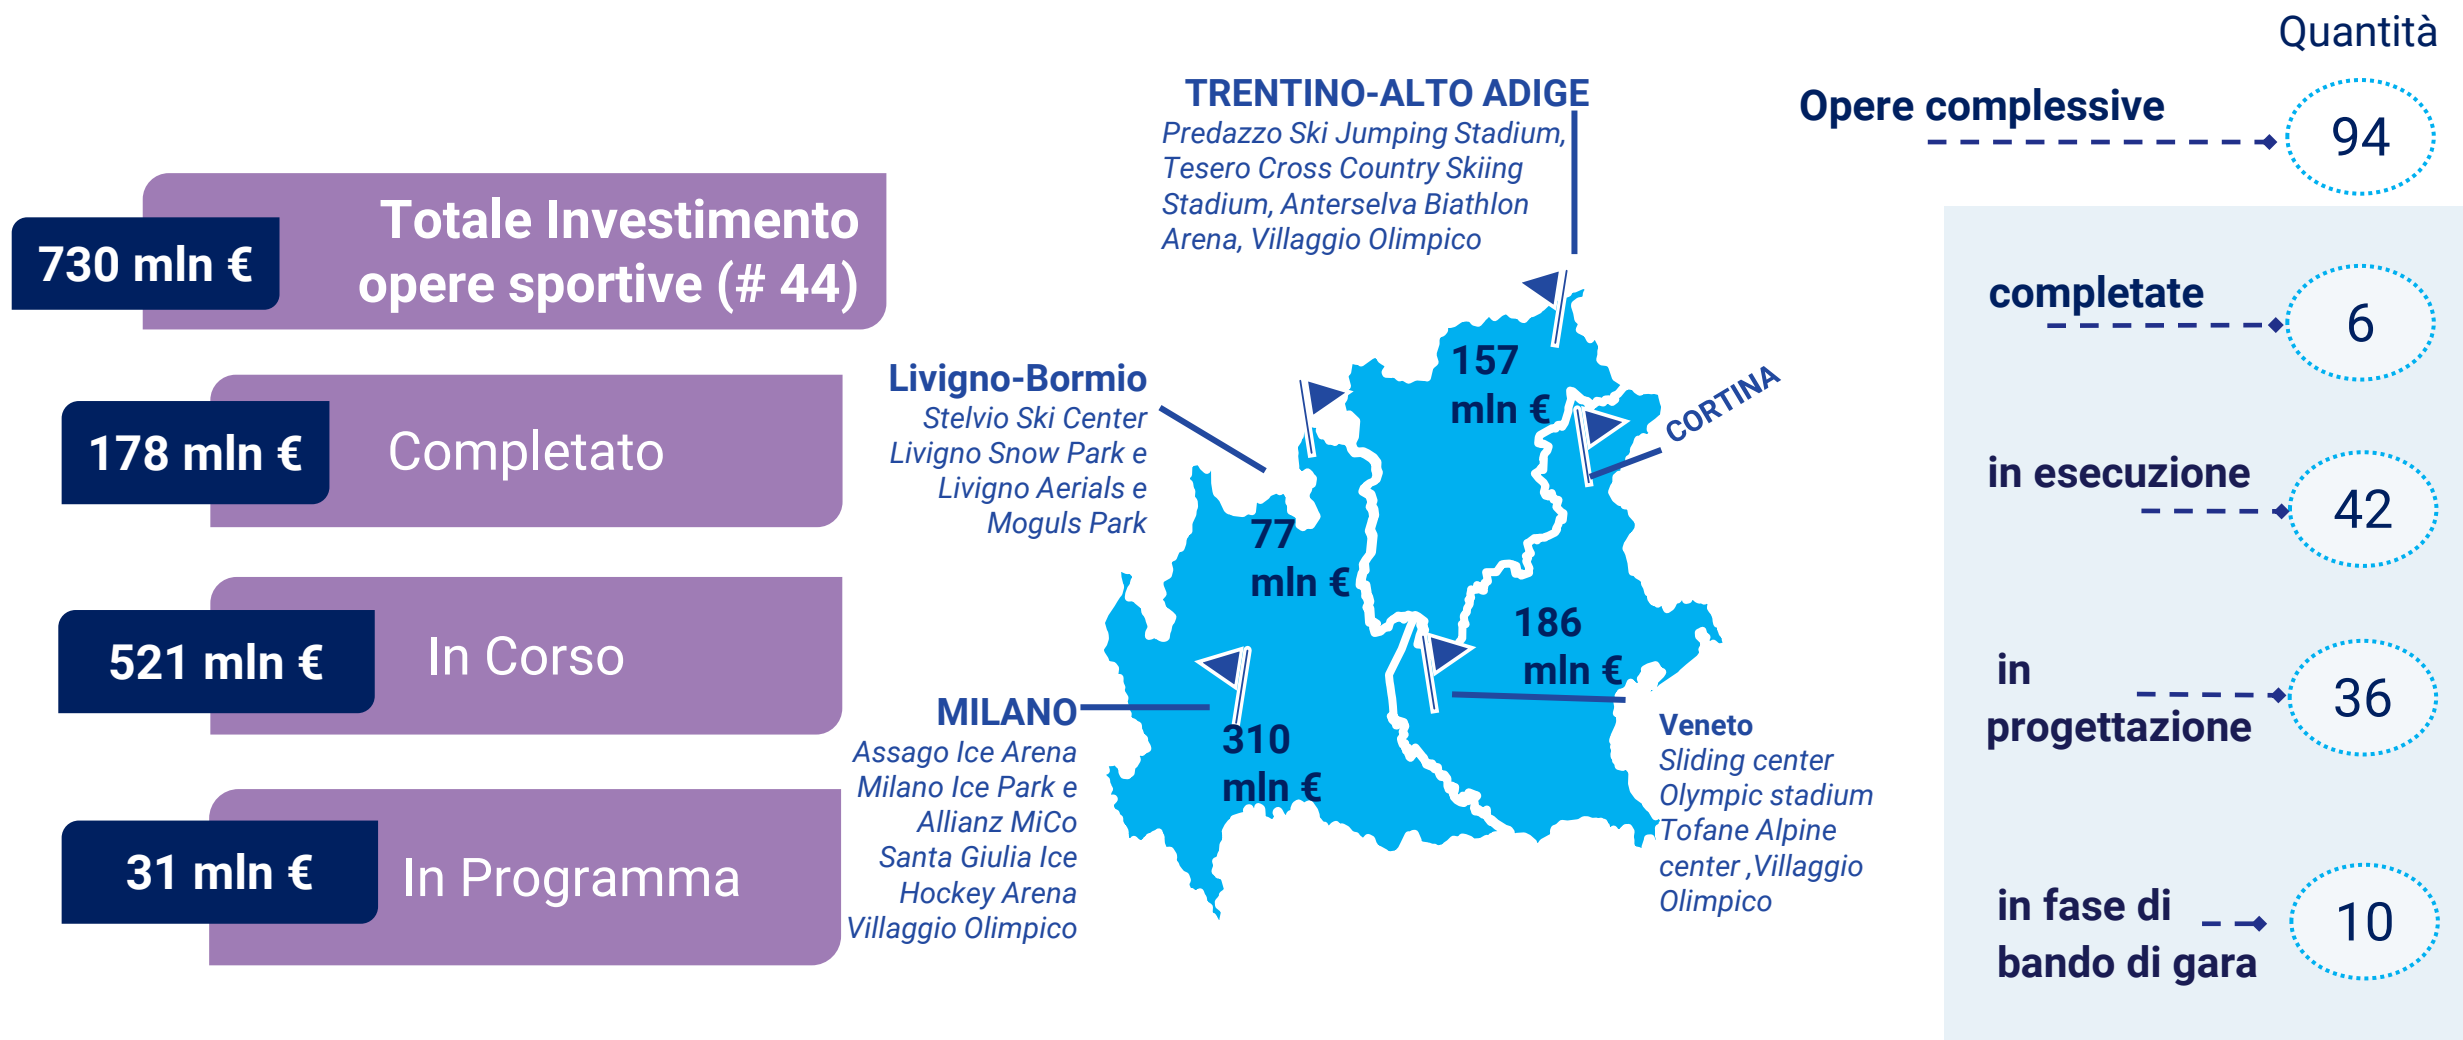 Totale Investimento
opere sportive (# 44)
730 mln €
178 mln €
Completato
521 mln €
In Corso
31 mln €
In Programma
TRENTINO-ALTO ADIGE
Predazzo Ski Jumping Stadium,
Tesero Cross Country Skiing
Stadium, Anterselva Biathlon
Arena, Villaggio Olimpico
157
mln €
CORTINA
Livigno-Bormio
Stelvio Ski Center
Livigno Snow Park e
Livigno Aerials e
Moguls Park
77
mln €
186
mln €
MILANO
Assago Ice Arena
Milano Ice Park e
Allianz MiCo
Santa Giulia Ice
Hockey Arena
Villaggio Olimpico
310
mln €
Veneto
Sliding center
Olympic stadium
Tofane Alpine
center ,Villaggio
Olimpico
Quantità
Opere complessive
94
completate
6
in esecuzione
42
in
progettazione
36
in fase di
bando di gara
10